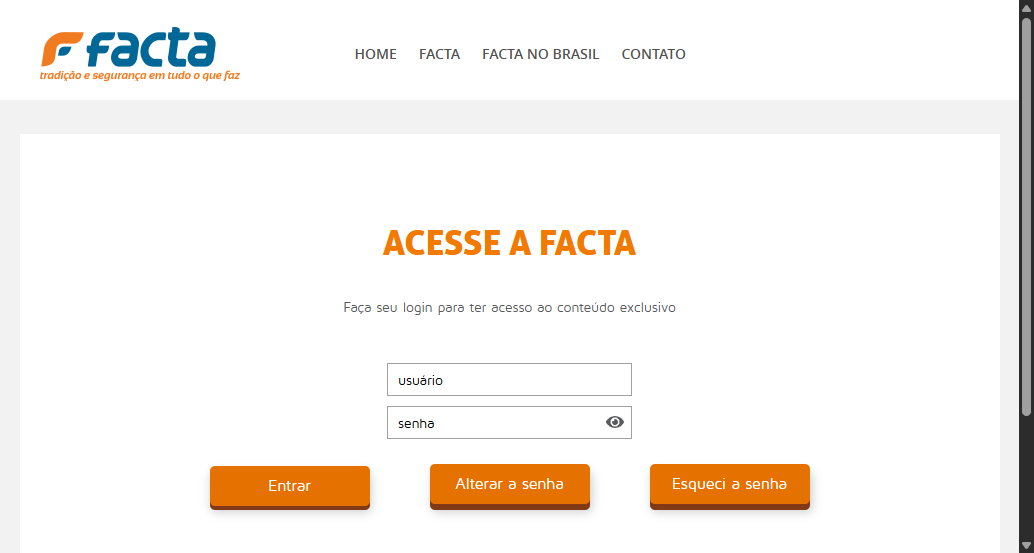 facta
tradição e segurança em tudo o que faz
HOME FACTA FACTA NO BRASIL CONTATO
ACESSE A FACTA
Faça seu login para ter acesso ao conteúdo exclusivo
usuário
senha
Entrar Alterar a senha Esqueci a senha